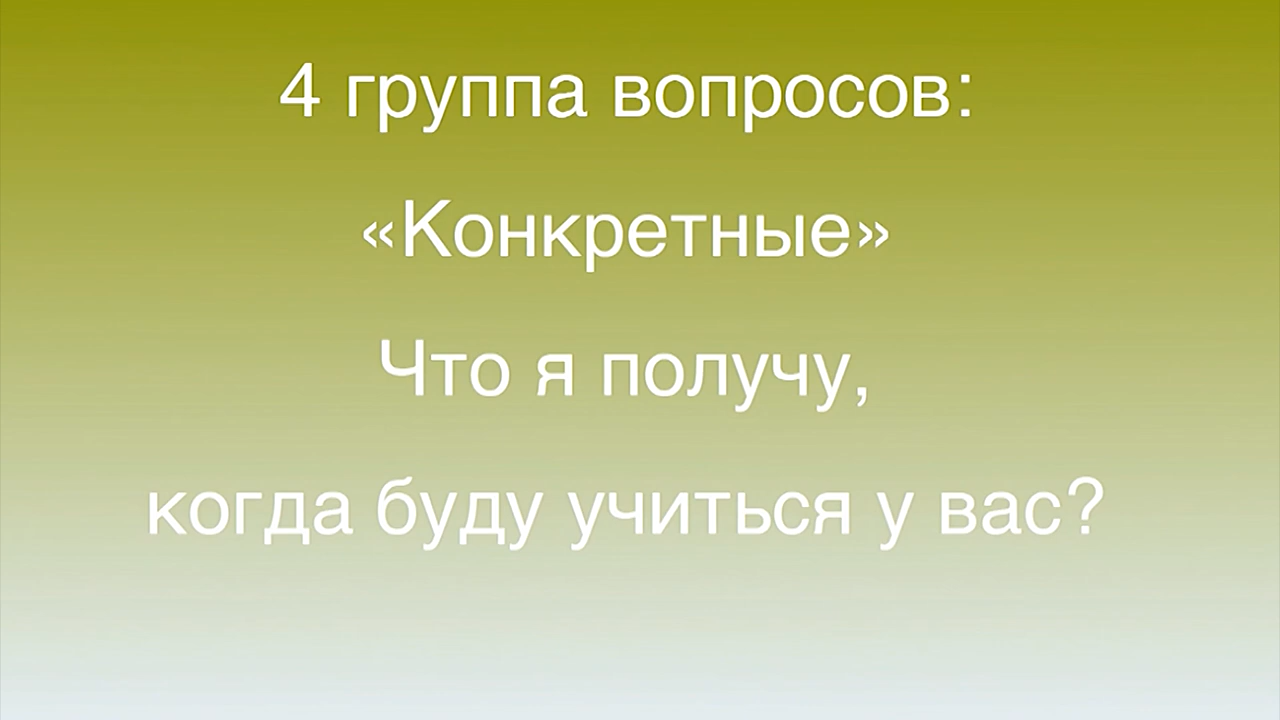 4 группа вопросов:
«Конкретные»
Что я получу,
когда буду учиться у вас?